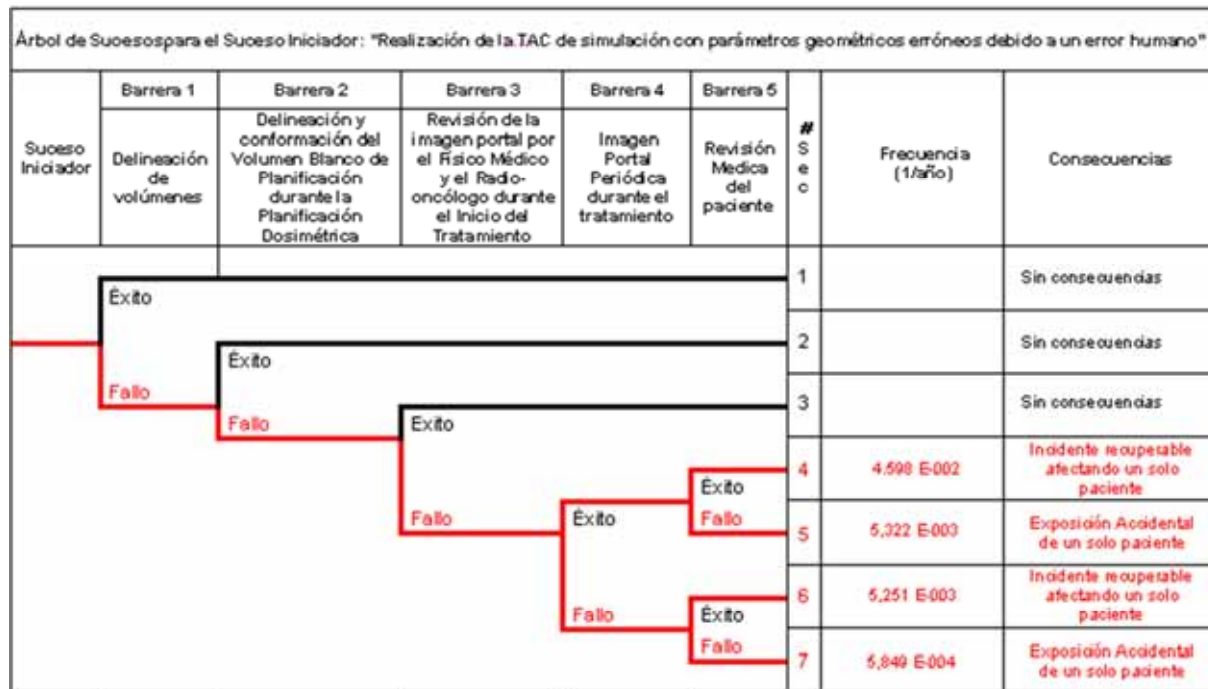 Árbol de Sucesospara el Suceso Iniciador: "Realización de la TAC de simulación con parámetros geométricos erróneos debido a un error humano"
Suceso
Iniciador
Barrera 1
Delineación
de
volúmenes
Barrera 2
Delineación y
conformación del
Volumen Blanco de
Planificación
durante la
Planificación
Dosimétrica
Barrera 3
Revisión de la
imagen portal por
el Físico Médico
y el Radio-
oncólogo durante
el Inicio del
Tratamiento
Barrera 4
Imagen
Portal
Periódica
durante el
tratamiento
Barrera 5
Revisión
Medica
del
paciente
#
S
e
c
Frecuencia
(1/año)
Consecuencias
Éxito
1
Sin consecuencias
Éxito
2
Sin consecuencias
Fallo
Fallo
Exito
3
Sin consecuencias
Éxito
4
4.598 E-002
Incidente recuperable
afectando un solo
paciente
Fallo
Éxito
Fallo
5
5,322 E-003
Exposición Accidental
de un solo paciente
Fallo
Éxito
6
5,251 E-003
Incidente recuperable
afectando un solo
paciente
Fallo
7
5,849 E-004
Exposición Accidental
de un solo paciente